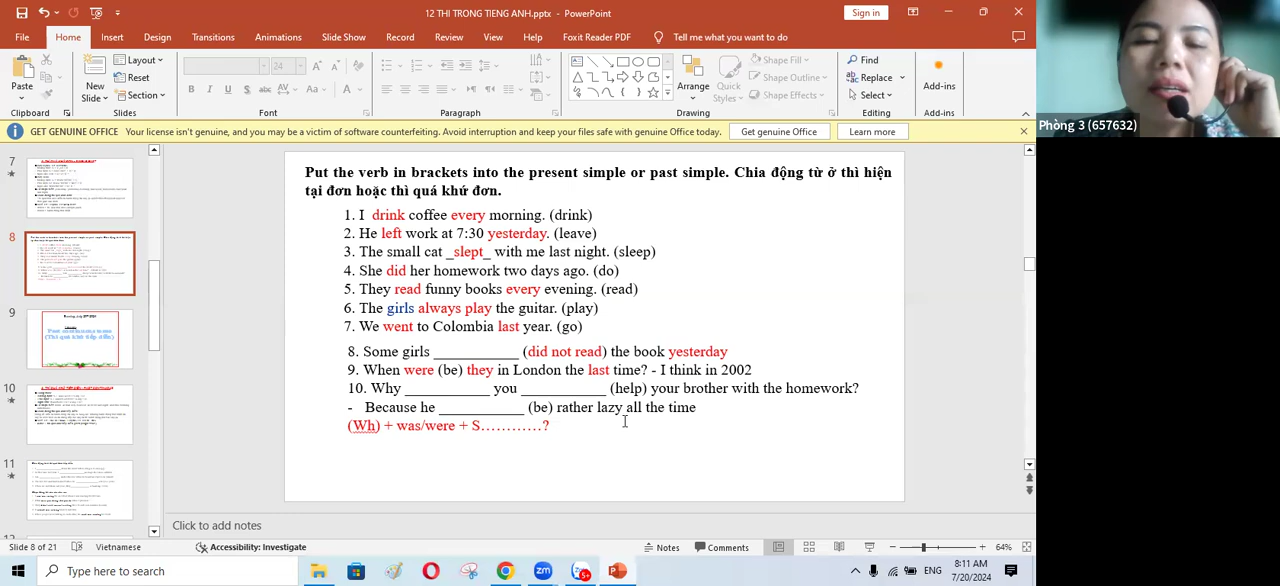 12 THI TRONG TIENG ANH.pptx - PowerPoint
Sign in
File Home Insert Design Transitions Animations Slide Show Record Review View Help Foxit Reader PDF Tell me what you want to do
Paste
New Slide
Layout
Reset
Section
24
B I U S abc AV Aa A
Arrange
Quick Styles
Shape Fill
Shape Outline
Shape Effects
Find
Replace
Select
Add-ins
Clipboard Slides Font Paragraph Drawing Editing Add-ins
GET GENUINE OFFICE Your license isn't genuine, and you may be a victim of software counterfeiting. Avoid interruption and keep your files safe with genuine Office today. Get genuine Office Learn more
Phòng 3 (657632)
7
8
9
10
11
Put the verb in brackets into the present simple or past simple. Chia động từ ở thì hiện
tại đơn hoặc thì quá khứ đơn.
1. I drink coffee every morning. (drink)
2. He left work at 7:30 yesterday. (leave)
3. The small cat _slept_ with me last night. (sleep)
4. She did her homework two days ago. (do)
5. They read funny books every evening. (read)
6. The girls always play the guitar. (play)
7. We went to Colombia last year. (go)
8. Some girls ___________ (did not read) the book yesterday
9. When were (be) they in London the last time? - I think in 2002
10. Why ___________ you ___________ (help) your brother with the homework?
- Because he ___________ (be) rather lazy all the time
(Wh) + was/were + S…………?
Click to add notes
Slide 8 of 21 Vietnamese Accessibility: Investigate Notes Comments 64%
Type here to search
zm
5+
ENG
8:11 AM
7/20/2024